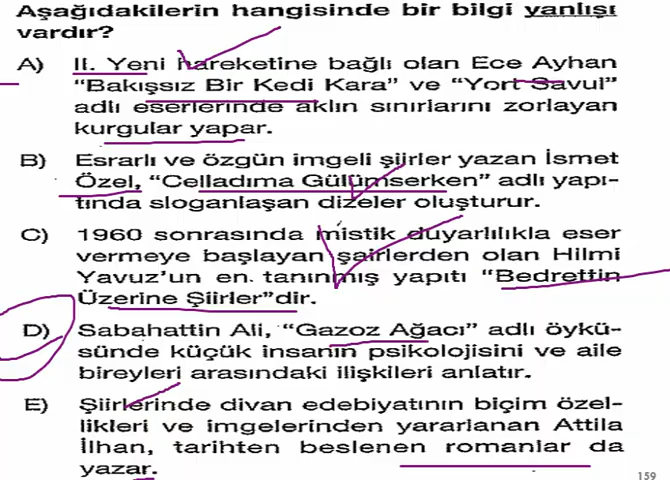 Aşağıdakilerin hangisinde bir bilgi yanlışı
vardır?
A) II. Yeni hareketine bağlı olan Ece Ayhan
“Bakışsız Bir Kedi Kara” ve “Yort Savul”
adlı eserlerinde aklın sınırlarını zorlayan
kurgular yapar.
B) Esrarlı ve özgün imgeli şiirler yazan İsmet
Özel, “Celladıma Gülümserken” adlı yapı-
tında sloganlaşan dizeler oluşturur.
C) 1960 sonrasında mistik duyarlılıkla eser
vermeye başlayan şairlerden olan Hilmi
Yavuz’un en tanınmış yapıtı “Bedrettin
Üzerine Şiirler”dir.
D) Sabahattin Ali, “Gazoz Ağacı” adlı öykü-
sünde küçük insanın psikolojisini ve aile
bireyleri arasındaki ilişkileri anlatır.
E) Şiirlerinde divan edebiyatının biçim özel-
likleri ve imgelerinden yararlanan Attila
İlhan, tarihten beslenen romanlar da
yazar.
159